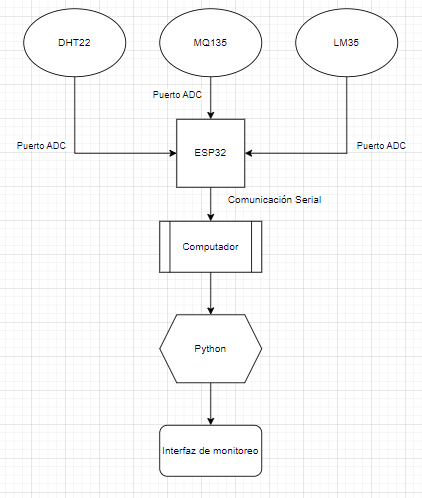 DHT22
MQ135
LM35
Puerto ADC
Puerto ADC
Puerto ADC
ESP32
Comunicación Serial
Computador
Python
Interfaz de monitoreo